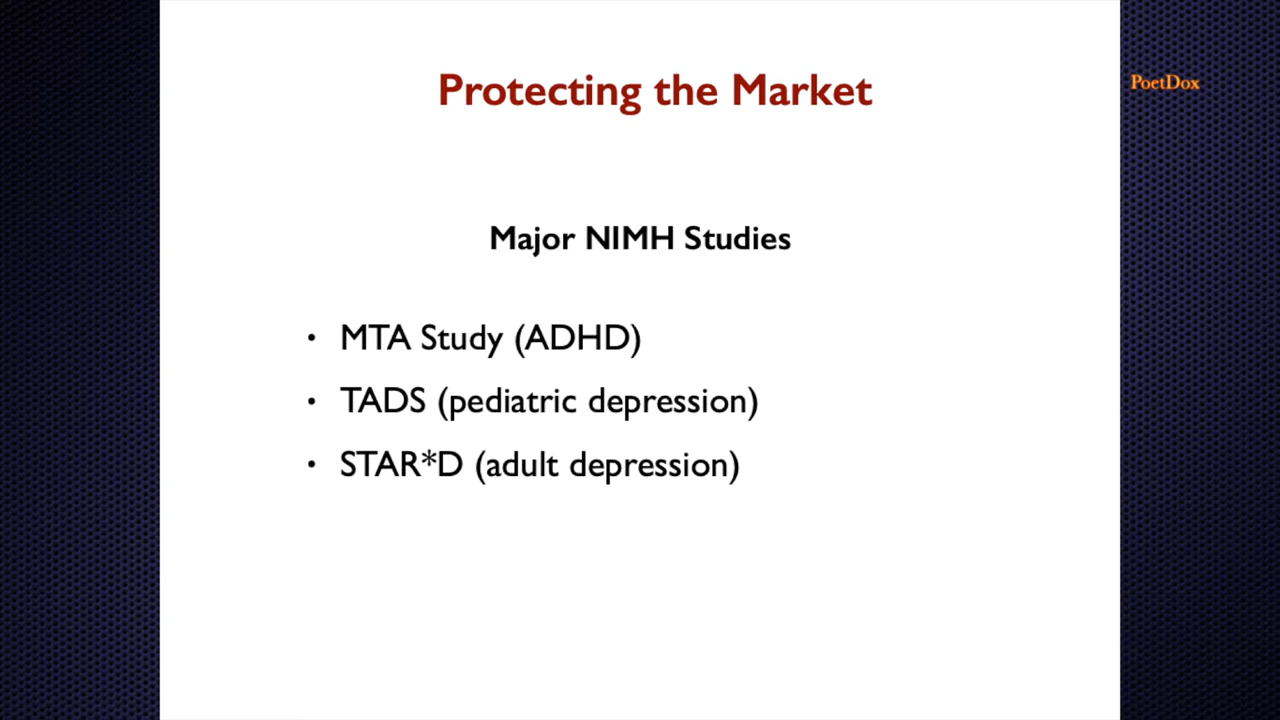 Protecting the Market
PoetDox
Major NIMH Studies
• MTA Study (ADHD)
• TADS (pediatric depression)
• STAR*D (adult depression)